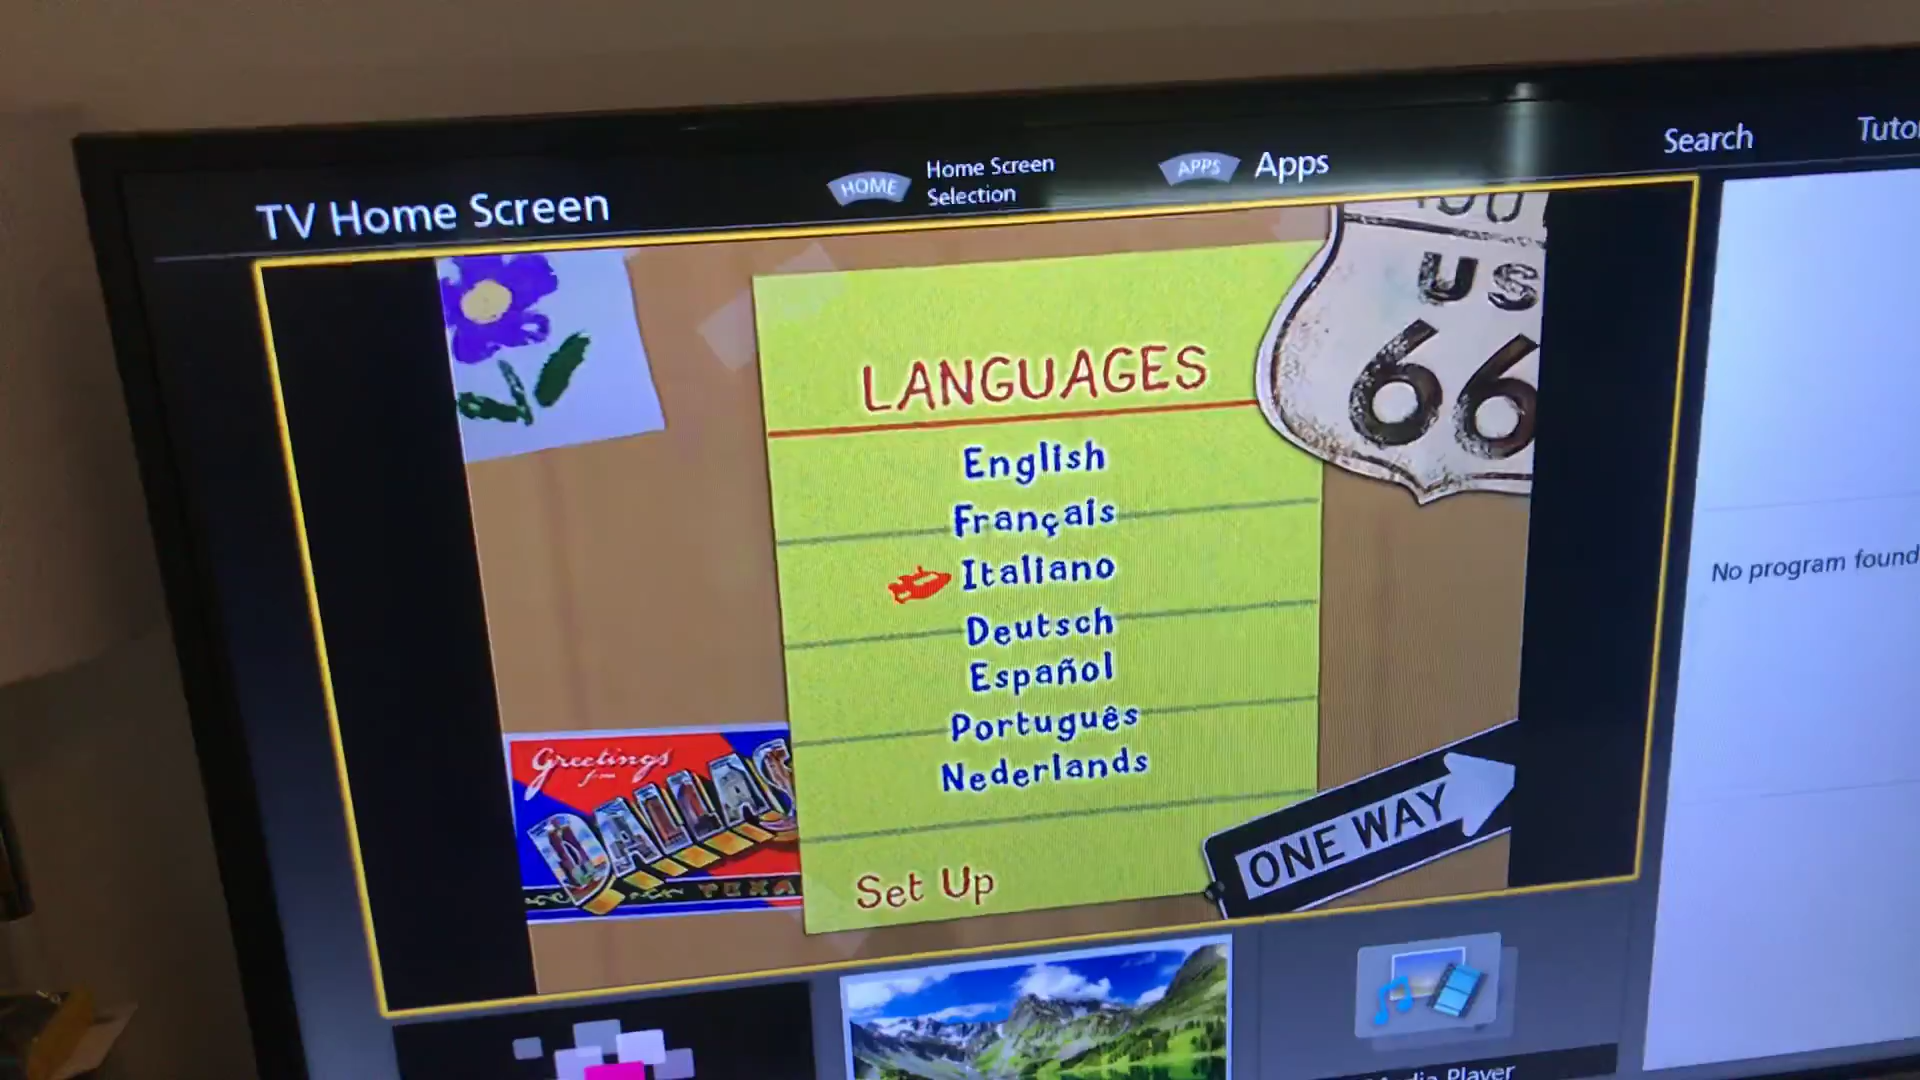 TV Home Screen
HOME
Home Screen
Selection
APPS
Apps
Search
US
66
LANGUAGES
English
Français
Italiano
Deutsch
Español
Português
Nederlands
Set Up
Greetings
from
DALLAS
ONE WAY
No program found
Player